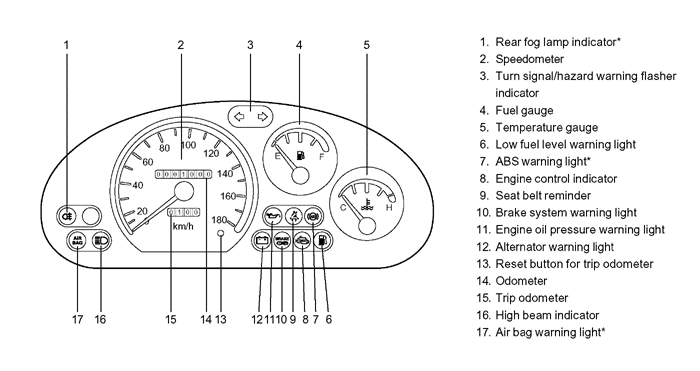 1 2 3 4 5
1. Rear fog lamp indicator*
2. Speedometer
3. Turn signal/hazard warning flasher
indicator
4. Fuel gauge
5. Temperature gauge
6. Low fuel level warning light
7. ABS warning light*
8. Engine control indicator
9. Seat belt reminder
10. Brake system warning light
11. Engine oil pressure warning light
12. Alternator warning light
13. Reset button for trip odometer
14. Odometer
15. Trip odometer
16. High beam indicator
17. Air bag warning light*
20 40 60 80 100 120 140 160 180
0 0 1 0 0 0
0 1 0 0
km/h
E F
C H
AIR
BAG
BRAKE
17 16 15 14 13 12 11 10 9 8 7 6